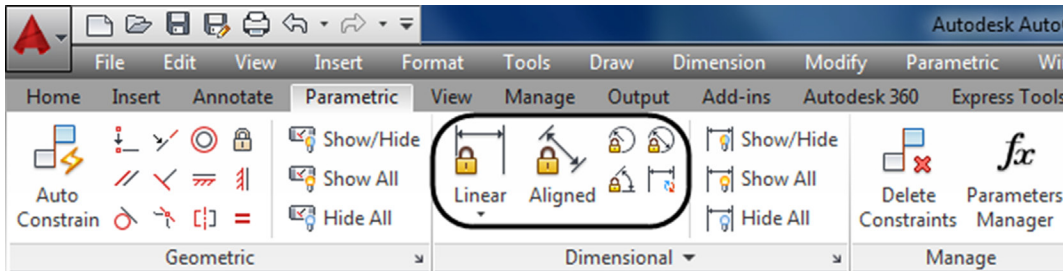 Autodesk Auto
File Edit View Insert Format Tools Draw Dimension Modify Parametric Wi
Home Insert Annotate Parametric View Manage Output Add-ins Autodesk 360 Express Tools
Auto Constrain
Show/Hide
Show All
Hide All
Geometric
Linear
Aligned
Dimensional
Show/Hide
Show All
Hide All
Delete Constraints
fx
Parameters Manager
Manage